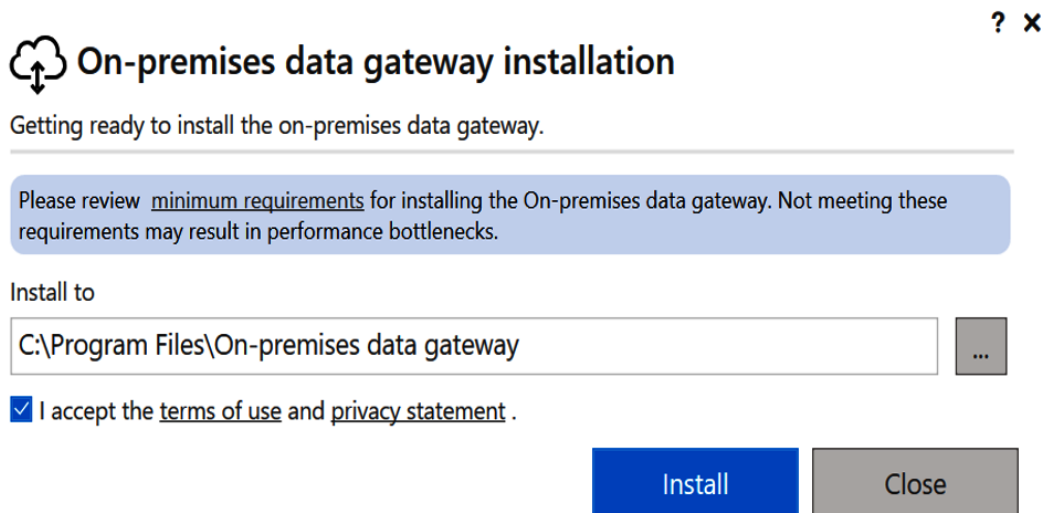 ? ×
On-premises data gateway installation
Getting ready to install the on-premises data gateway.
Please review minimum requirements for installing the On-premises data gateway. Not meeting these
requirements may result in performance bottlenecks.
Install to
C:\Program Files\On-premises data gateway
...
I accept the terms of use and privacy statement .
Install Close